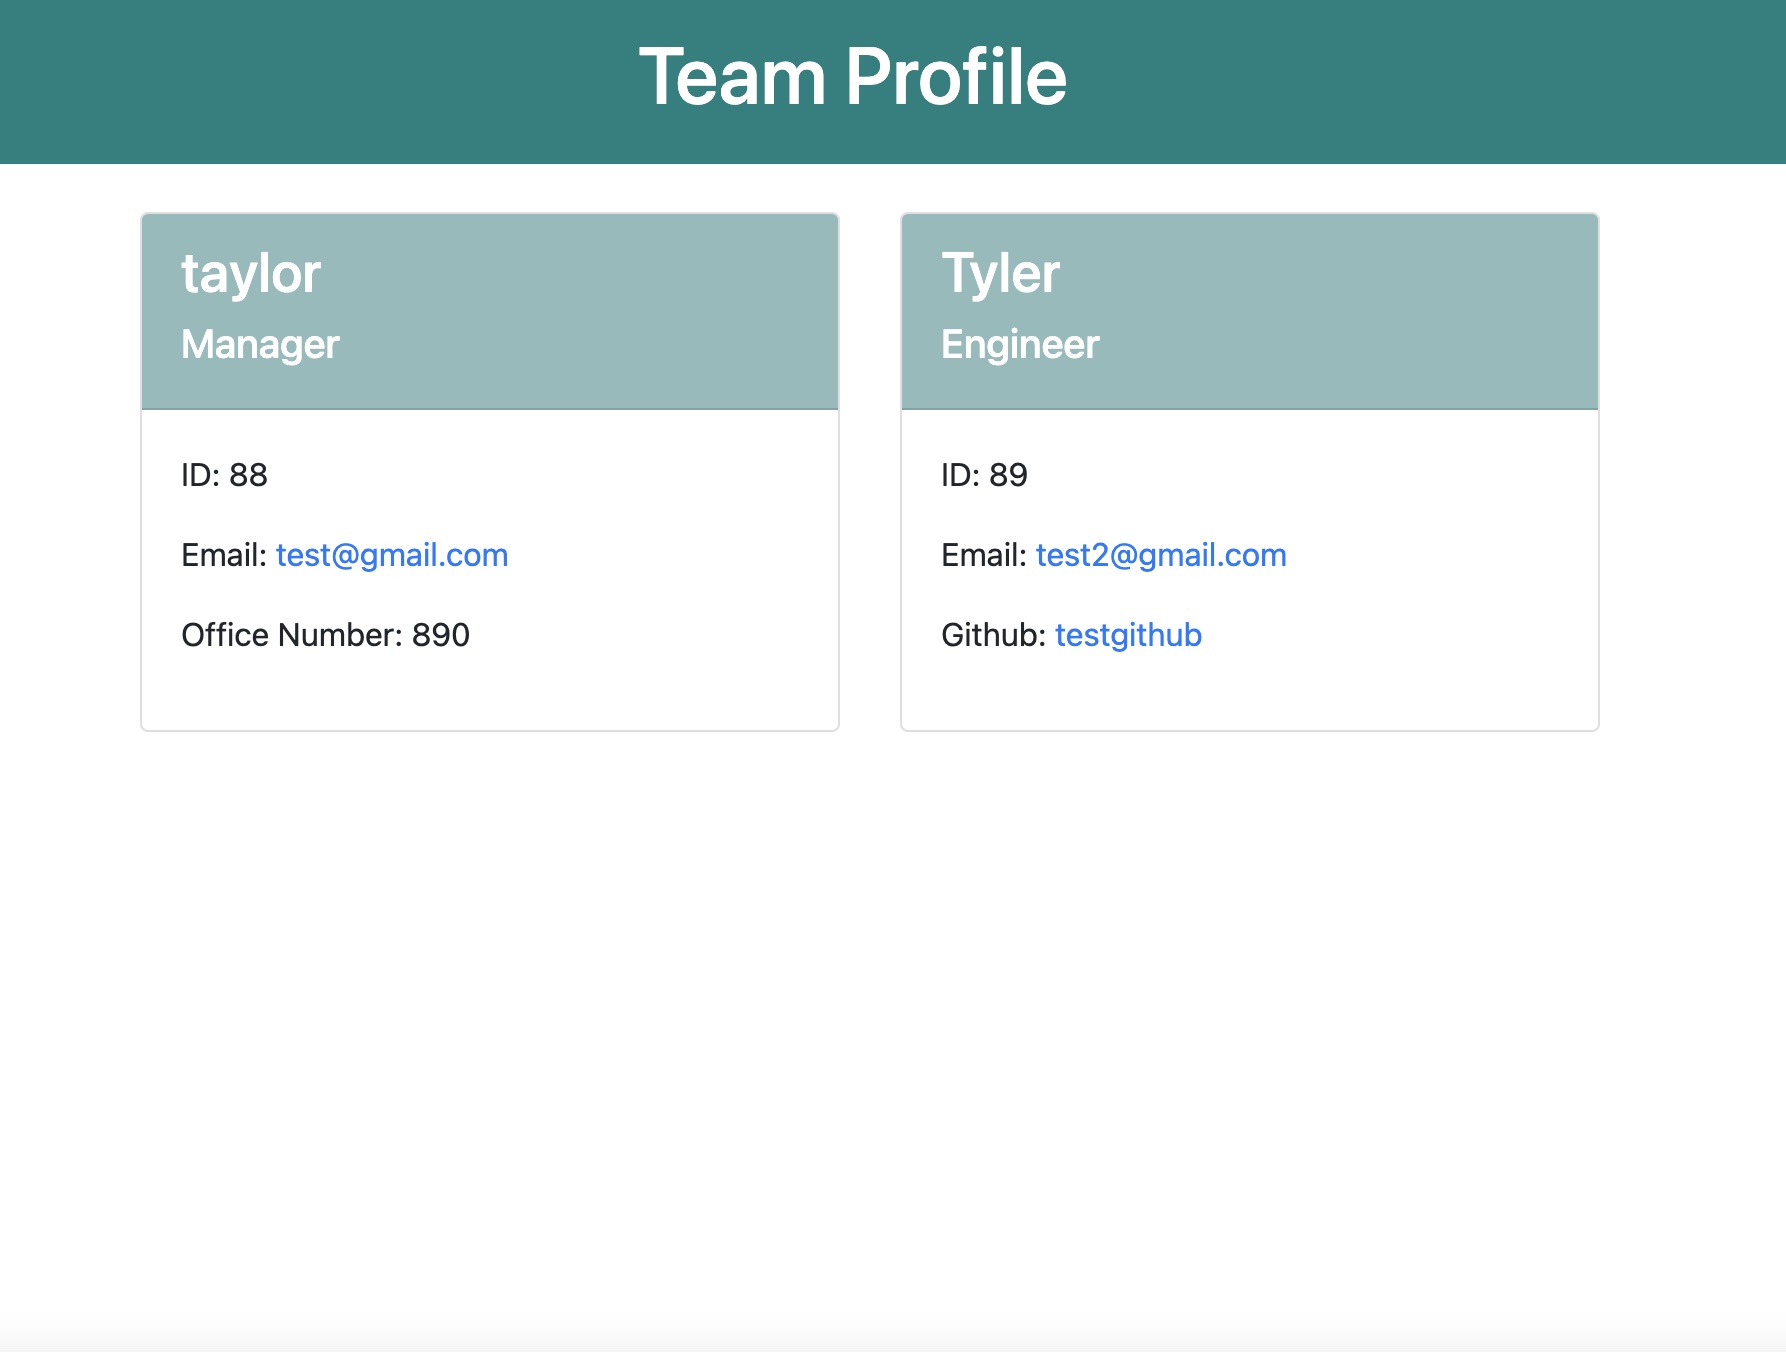 Team Profile
taylor
Manager
ID: 88
Email: test@gmail.com
Office Number: 890
Tyler
Engineer
ID: 89
Email: test2@gmail.com
Github: testgithub